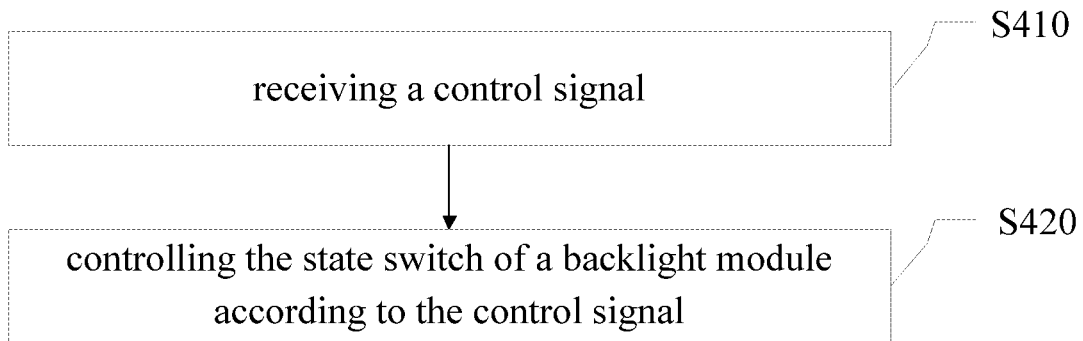 S410
receiving a control signal
S420
controlling the state switch of a backlight module
according to the control signal